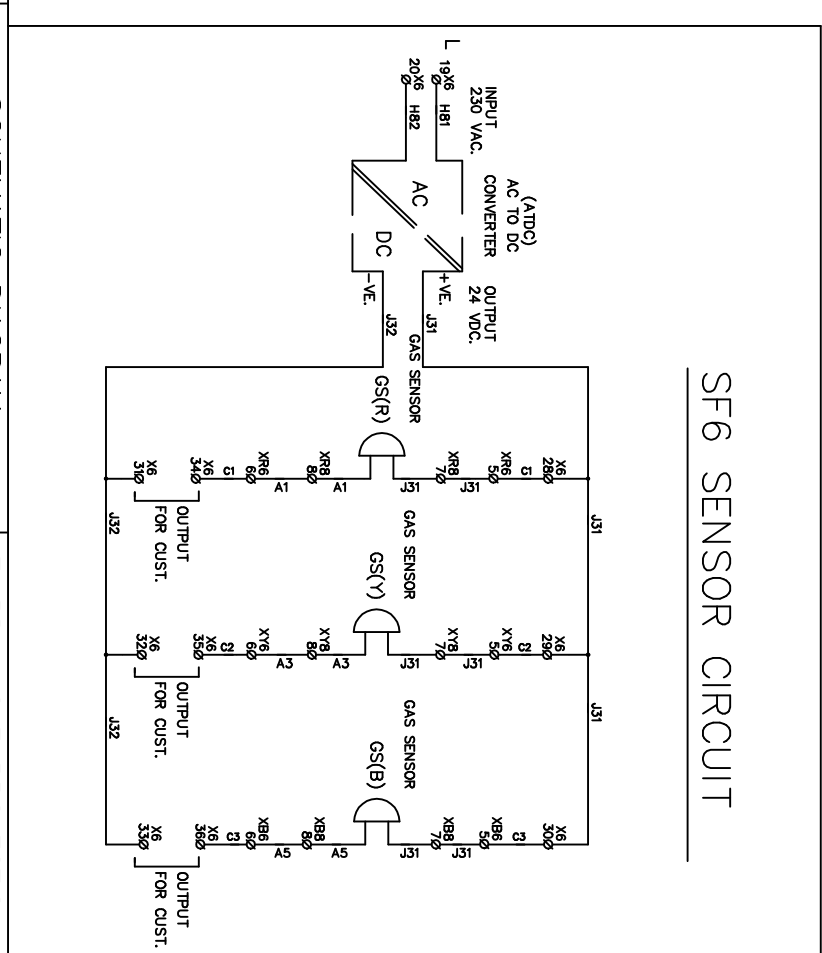 SF6 SENSOR CIRCUIT
L
19 X6
H81
20 X6
H82
INPUT
230 VAC.
(ATDC)
AC TO DC
CONVERTER
AC
DC
OUTPUT
24 VDC.
+VE.
-VE.
J31
J32
J31
J31
X6
28
C1
XR6
5
J31
XR8
7
J31
GAS SENSOR
GS(R)
A1
XR8
8
A1
XR6
6
C1
X6
34
X6
31
OUTPUT
FOR CUST.
X6
29
C2
XY6
5
J31
XY8
7
J31
GAS SENSOR
GS(Y)
A3
XY8
8
A3
XY6
6
C2
X6
35
X6
32
OUTPUT
FOR CUST.
X6
30
C3
XB6
5
J31
XB8
7
J31
GAS SENSOR
GS(B)
A5
XB8
8
A5
XB6
6
C3
X6
36
X6
33
OUTPUT
FOR CUST.
J32
J32